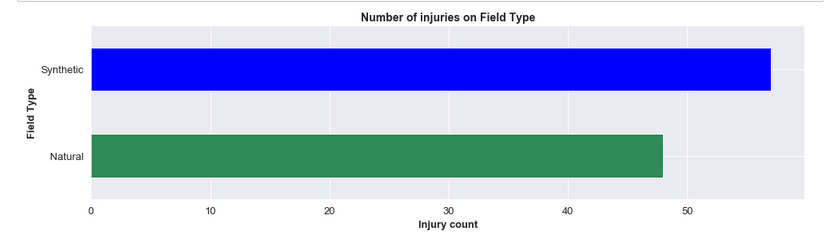 Number of injuries on Field Type
Synthetic
Natural
Field Type
0 10 20 30 40 50
Injury count